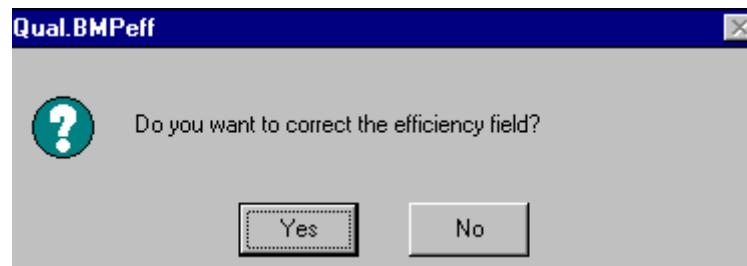 Qual.BMPeff
Do you want to correct the efficiency field?
Yes No